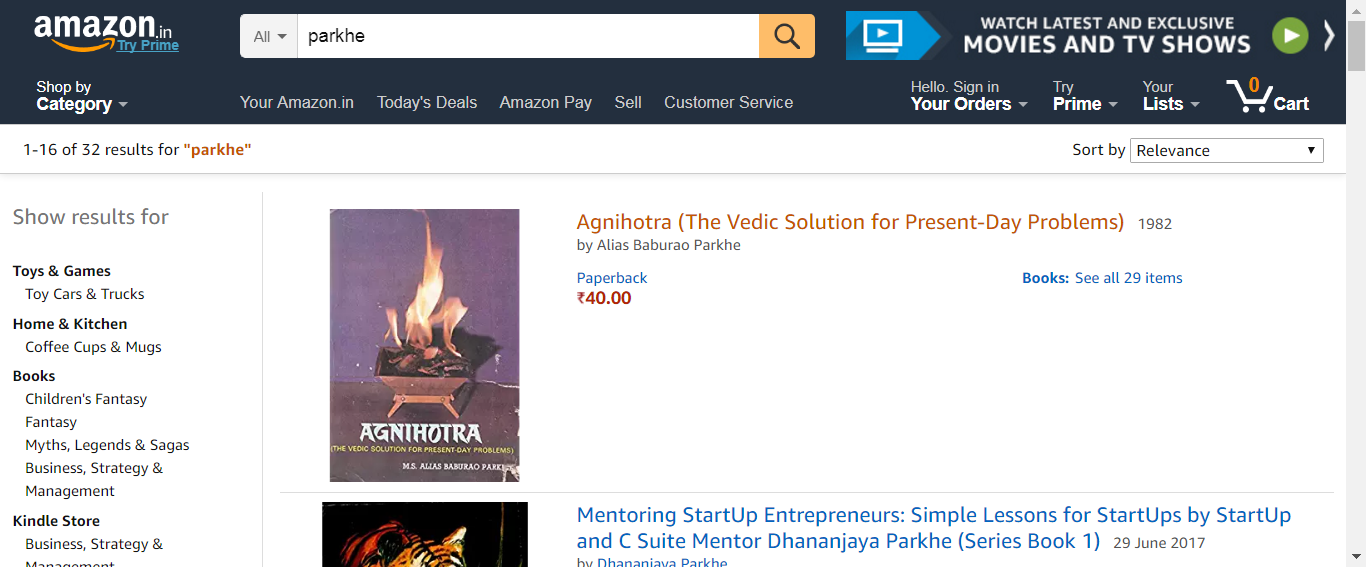 amazon.in
Try Prime
All
parkhe
WATCH LATEST AND EXCLUSIVE
MOVIES AND TV SHOWS
Shop by
Category
Your Amazon.in
Today's Deals
Amazon Pay
Sell
Customer Service
Hello. Sign in
Your Orders
Try
Prime
Your
Lists
0
Cart
1-16 of 32 results for "parkhe"
Sort by
Relevance
Show results for
Toys & Games
Toy Cars & Trucks
Home & Kitchen
Coffee Cups & Mugs
Books
Children's Fantasy
Fantasy
Myths, Legends & Sagas
Business, Strategy &
Management
Kindle Store
Business, Strategy &
Management
AGNIHOTRA
(THE VEDIC SOLUTION FOR PRESENT-DAY PROBLEMS)
M.S. ALIAS BABURAO PARKHE
Agnihotra (The Vedic Solution for Present-Day Problems) 1982
by Alias Baburao Parkhe
Paperback
₹40.00
Books: See all 29 items
Mentoring StartUp Entrepreneurs: Simple Lessons for StartUps by StartUp
and C Suite Mentor Dhananjaya Parkhe (Series Book 1) 29 June 2017
by Dhananjaya Parkhe